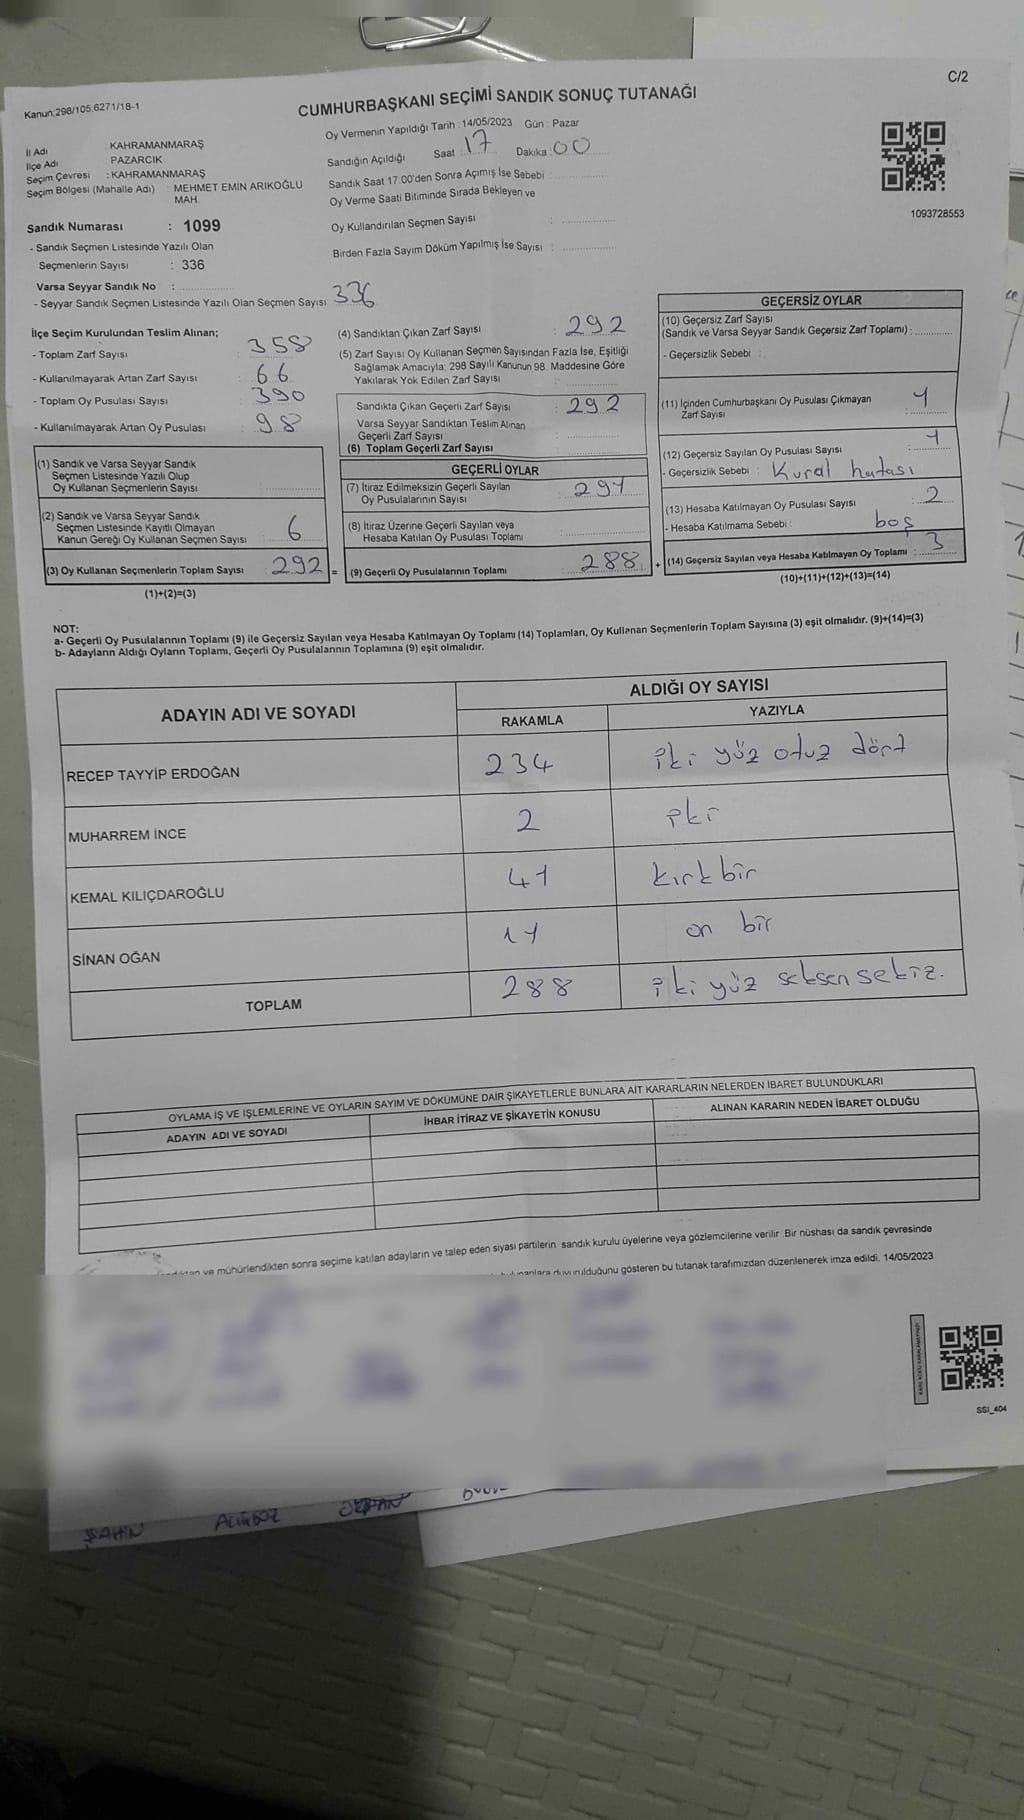 C/2
Kanun:298/105,6271/18-1
CUMHURBAŞKANI SEÇİMİ SANDIK SONUÇ TUTANAĞI
Oy Vermenin Yapıldığı Tarih : 14/05/2023 Gün : Pazar
İl Adı : KAHRAMANMARAŞ
İlçe Adı : PAZARCIK
Seçim Çevresi : KAHRAMANMARAŞ
Seçim Bölgesi (Mahalle Adı) : MEHMET EMIN ARIKOĞLU
MAH.
Sandık Numarası : 1099
- Sandık Seçmen Listesinde Yazılı Olan
Seçmenlerin Sayısı : 336
Varsa Seyyar Sandık No :
- Seyyar Sandık Seçmen Listesinde Yazılı Olan Seçmen Sayısı 336
Sandığın Açıldığı Saat : 17 Dakika : 00
Sandık Saat 17:00'den Sonra Açılmış İse Sebebi :
Oy Verme Saati Bitiminde Sırada Bekleyen ve
Oy Kullandırılan Seçmen Sayısı :
Birden Fazla Sayım Döküm Yapılmış İse Sayısı :
1093728553
İlçe Seçim Kurulundan Teslim Alınan;
- Toplam Zarf Sayısı : 358
- Kullanılmayarak Artan Zarf Sayısı : 66
- Toplam Oy Pusulası Sayısı : 390
- Kullanılmayarak Artan Oy Pusulası : 98
(1) Sandık ve Varsa Seyyar Sandık
Seçmen Listesinde Yazılı Olup
Oy Kullanan Seçmenlerin Sayısı
(2) Sandık ve Varsa Seyyar Sandık
Seçmen Listesinde Kayıtlı Olmayan
Kanun Gereği Oy Kullanan Seçmen Sayısı : 6
(3) Oy Kullanan Seçmenlerin Toplam Sayısı 292 =
(1)+(2)=(3)
(4) Sandıktan Çıkan Zarf Sayısı : 292
(5) Zarf Sayısı Oy Kullanan Seçmen Sayısından Fazla İse, Eşitliği
Sağlamak Amacıyla; 298 Sayılı Kanunun 98. Maddesine Göre
Yakılarak Yok Edilen Zarf Sayısı :
Sandıkta Çıkan Geçerli Zarf Sayısı : 292
Varsa Seyyar Sandıktan Teslim Alınan
Geçerli Zarf Sayısı :
(6) Toplam Geçerli Zarf Sayısı :
GEÇERLİ OYLAR
(7) İtiraz Edilmeksizin Geçerli Sayılan
Oy Pusulalarının Sayısı : 291
(8) İtiraz Üzerine Geçerli Sayılan veya
Hesaba Katılan Oy Pusulası Toplamı
(9) Geçerli Oy Pusulalarının Toplamı : 288 +
GEÇERSİZ OYLAR
(10) Geçersiz Zarf Sayısı
(Sandık ve Varsa Seyyar Sandık Geçersiz Zarf Toplamı) :
- Geçersizlik Sebebi :
(11) İçinden Cumhurbaşkanı Oy Pusulası Çıkmayan
Zarf Sayısı : 1
(12) Geçersiz Sayılan Oy Pusulası Sayısı : 1
- Geçersizlik Sebebi : Kural hatası
(13) Hesaba Katılmayan Oy Pusulası Sayısı : 2
- Hesaba Katılmama Sebebi : boş
(14) Geçersiz Sayılan veya Hesaba Katılmayan Oy Toplamı : 3
(10)+(11)+(12)+(13)=(14)
NOT:
a- Geçerli Oy Pusulalarının Toplamı (9) ile Geçersiz Sayılan veya Hesaba Katılmayan Oy Toplamı (14) Toplamları, Oy Kullanan Seçmenlerin Toplam Sayısına (3) eşit olmalıdır. (9)+(14)=(3)
b- Adayların Aldığı Oyların Toplamı, Geçerli Oy Pusulalarının Toplamına (9) eşit olmalıdır.
ADAYIN ADI VE SOYADI ALDIĞI OY SAYISI
RAKAMLA YAZIYLA
RECEP TAYYİP ERDOĞAN 234 iki yüz otuz dört
MUHARREM İNCE 2 iki
KEMAL KILIÇDAROĞLU 41 kırkbir
SİNAN OĞAN 11 on bir
TOPLAM 288 iki yüz seksen sekiz.
OYLAMA İŞ VE İŞLEMLERİNE VE OYLARIN SAYIM VE DÖKÜMÜNE DAİR ŞİKAYETLERLE BUNLARA AİT KARARLARIN NELERDEN İBARET BULUNDUKLARI
ADAYIN ADI VE SOYADI İHBAR İTİRAZ VE ŞİKAYETİN KONUSU ALINAN KARARIN NEDEN İBARET OLDUĞU
ve mühürlendikten sonra seçime katılan adayların ve talep eden siyasi partilerin sandık kurulu üyelerine veya gözlemcilerine verilir. Bir nüshası da sandık çevresinde
duyurulduğunu gösteren bu tutanak tarafımızdan düzenlenerek imza edildi. 14/05/2023
SSI_404
ŞAHİN